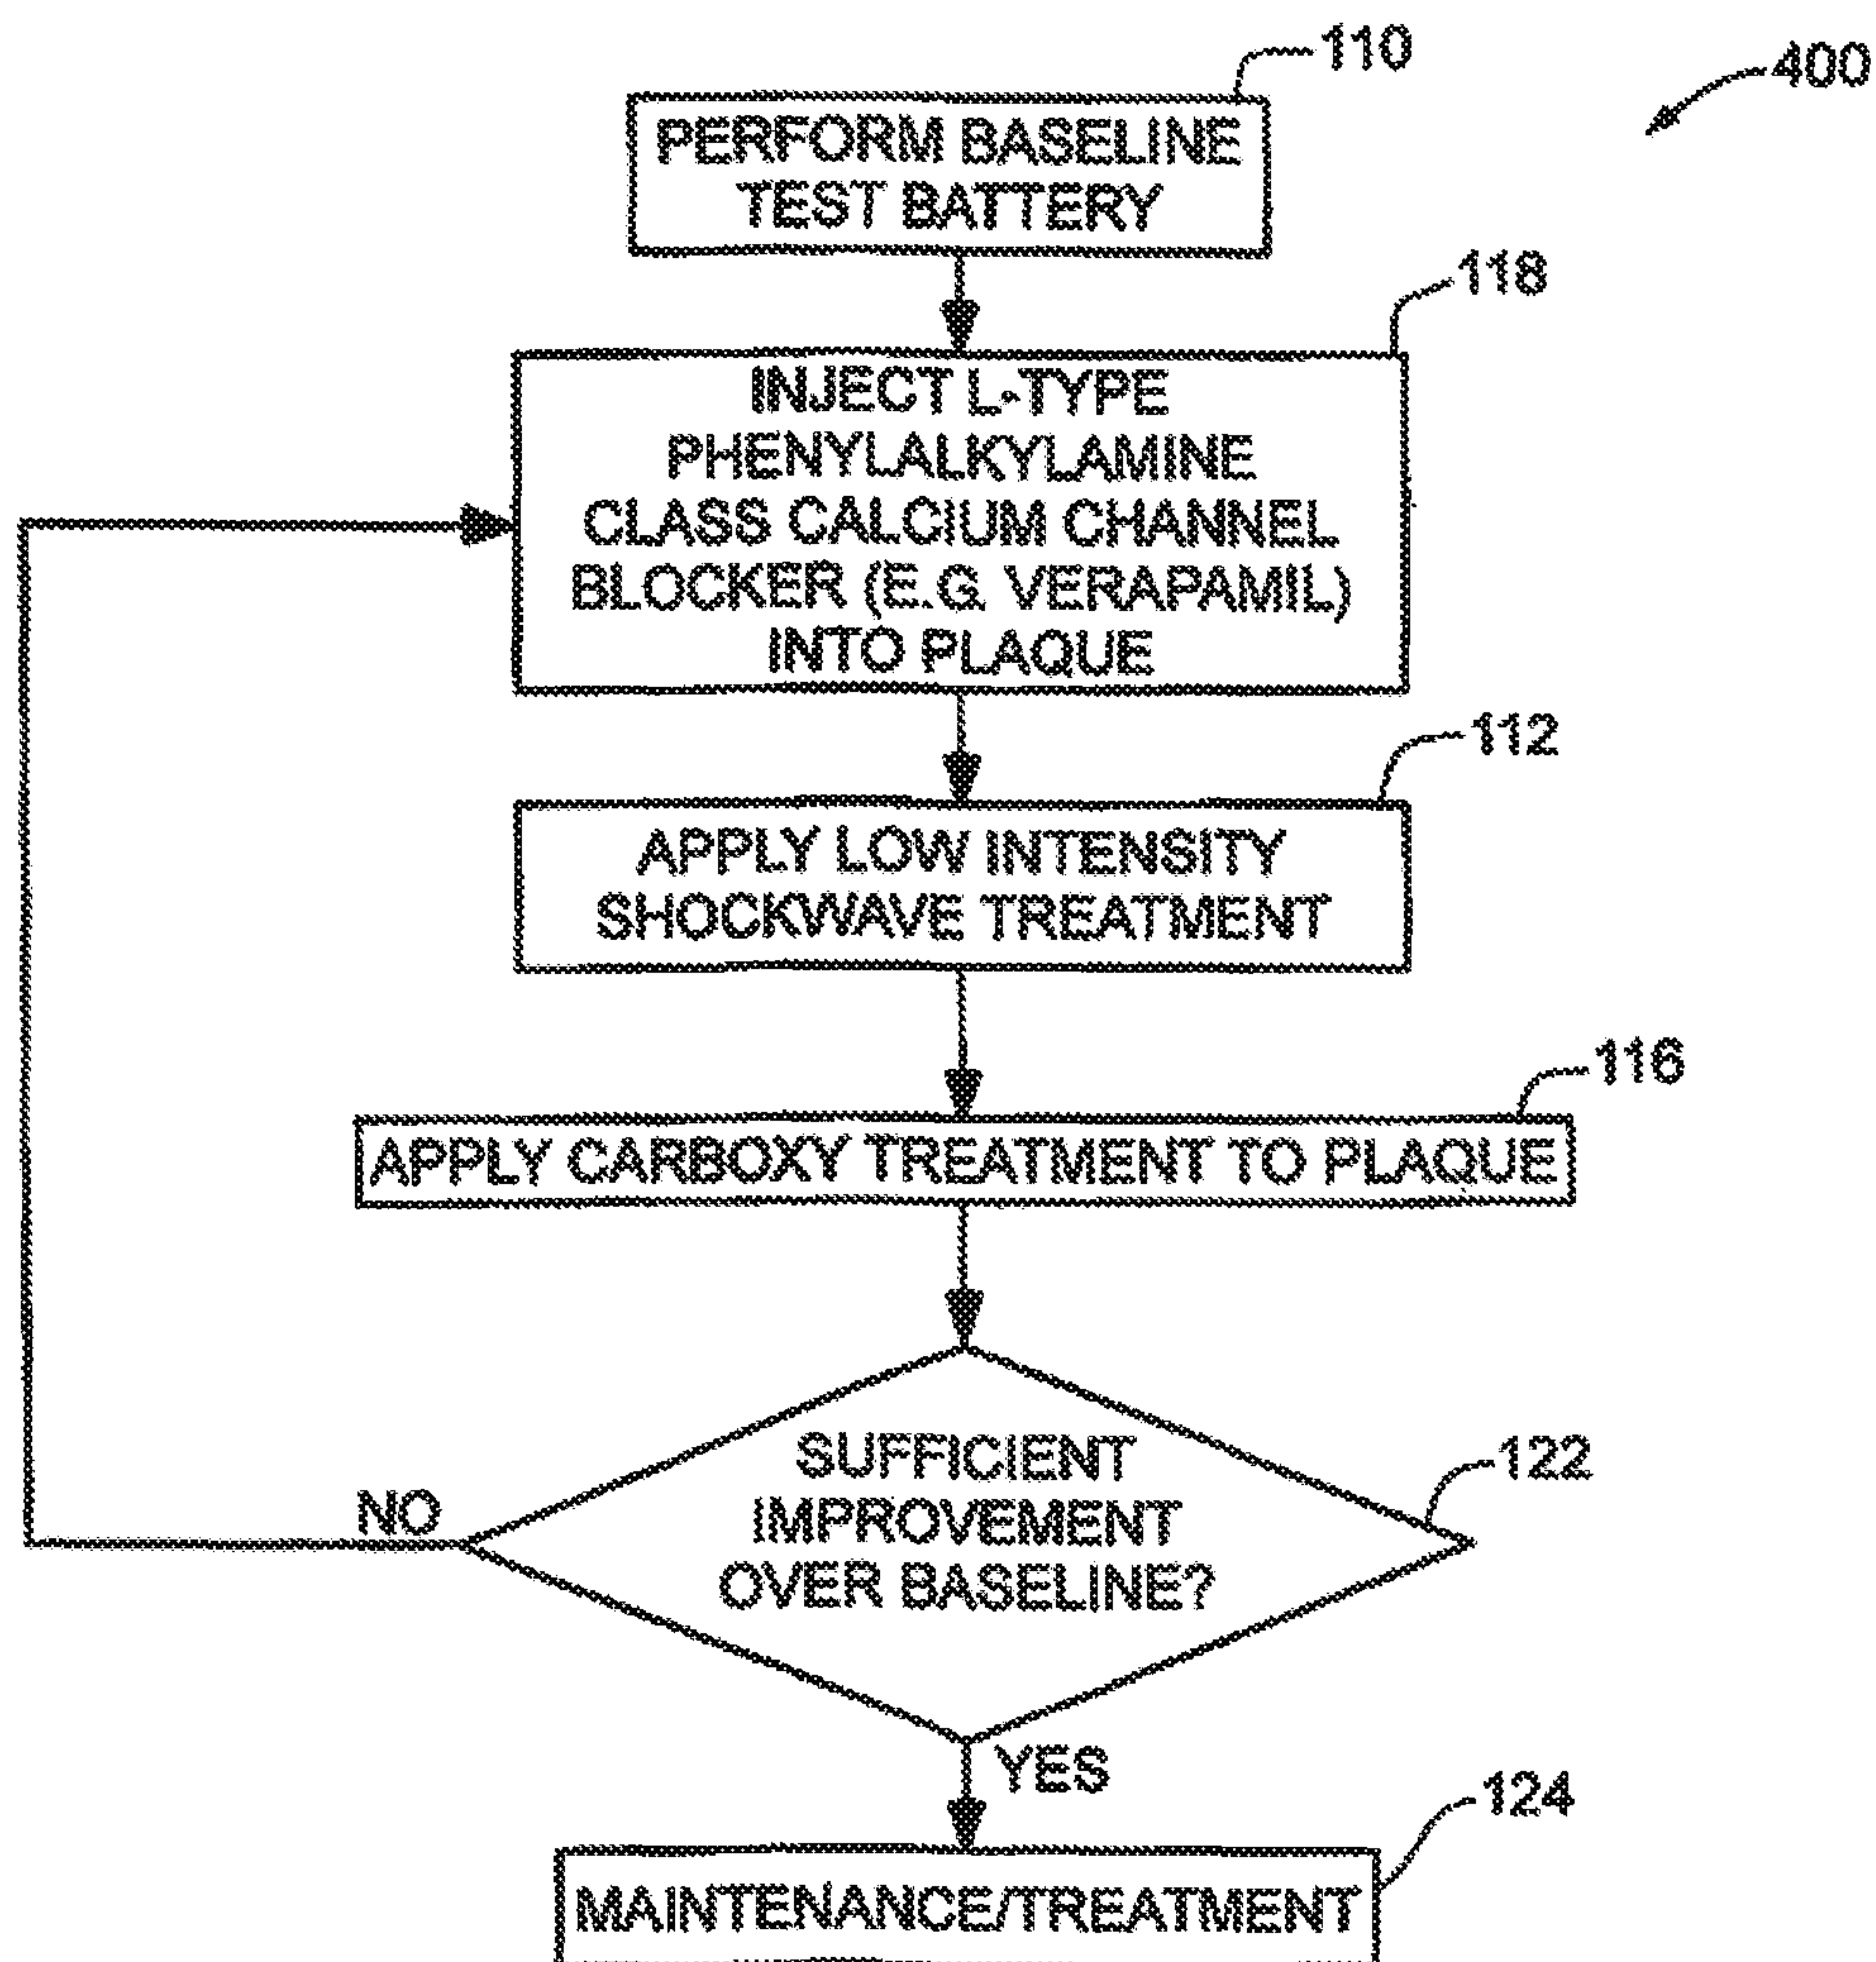 110
400
PERFORM BASELINE
TEST BATTERY
118
INJECT L-TYPE
PHENYLALKYLAMINE
CLASS CALCIUM CHANNEL
BLOCKER (E.G. VERAPAMIL)
INTO PLAQUE
112
APPLY LOW INTENSITY
SHOCKWAVE TREATMENT
116
APPLY CARBOXY TREATMENT TO PLAQUE
SUFFICIENT
IMPROVEMENT
OVER BASELINE?
122
NO
YES
124
MAINTENANCE/TREATMENT